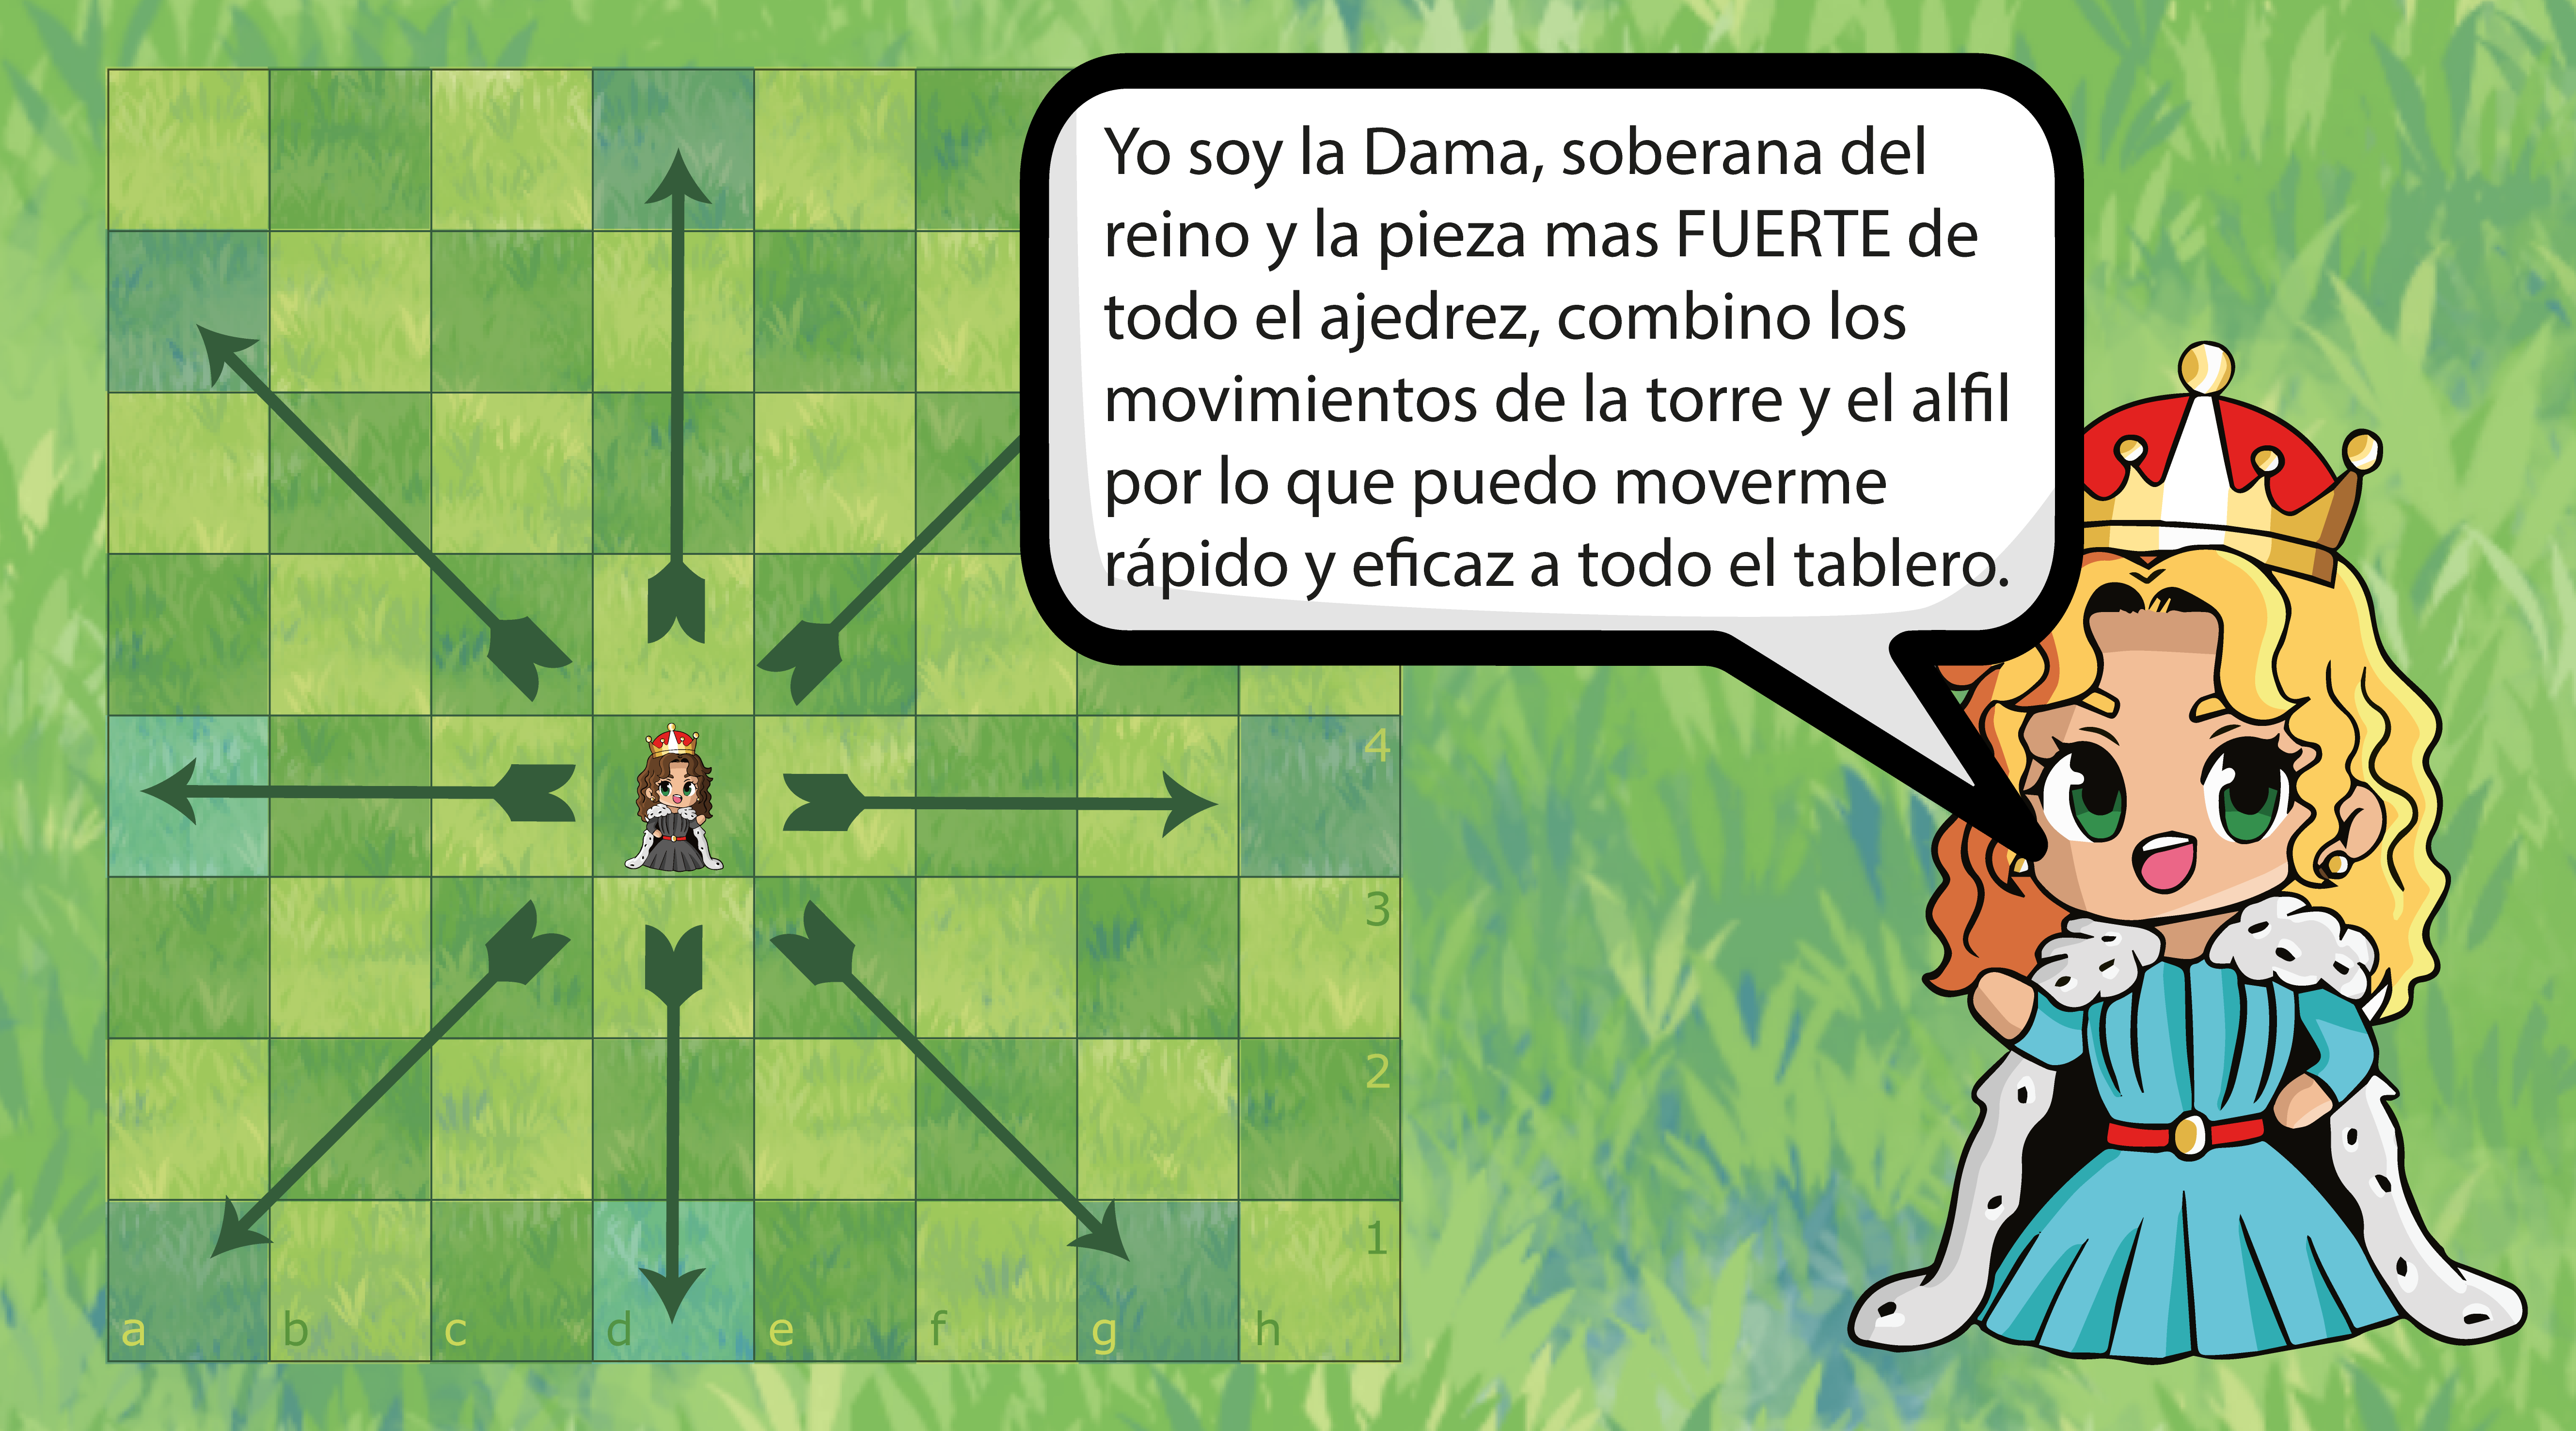 Yo soy la Dama, soberana del
reino y la pieza mas FUERTE de
todo el ajedrez, combino los
movimientos de la torre y el alfil
por lo que puedo moverme
rápido y eficaz a todo el tablero.
4
3
2
1
a b c d e f g h